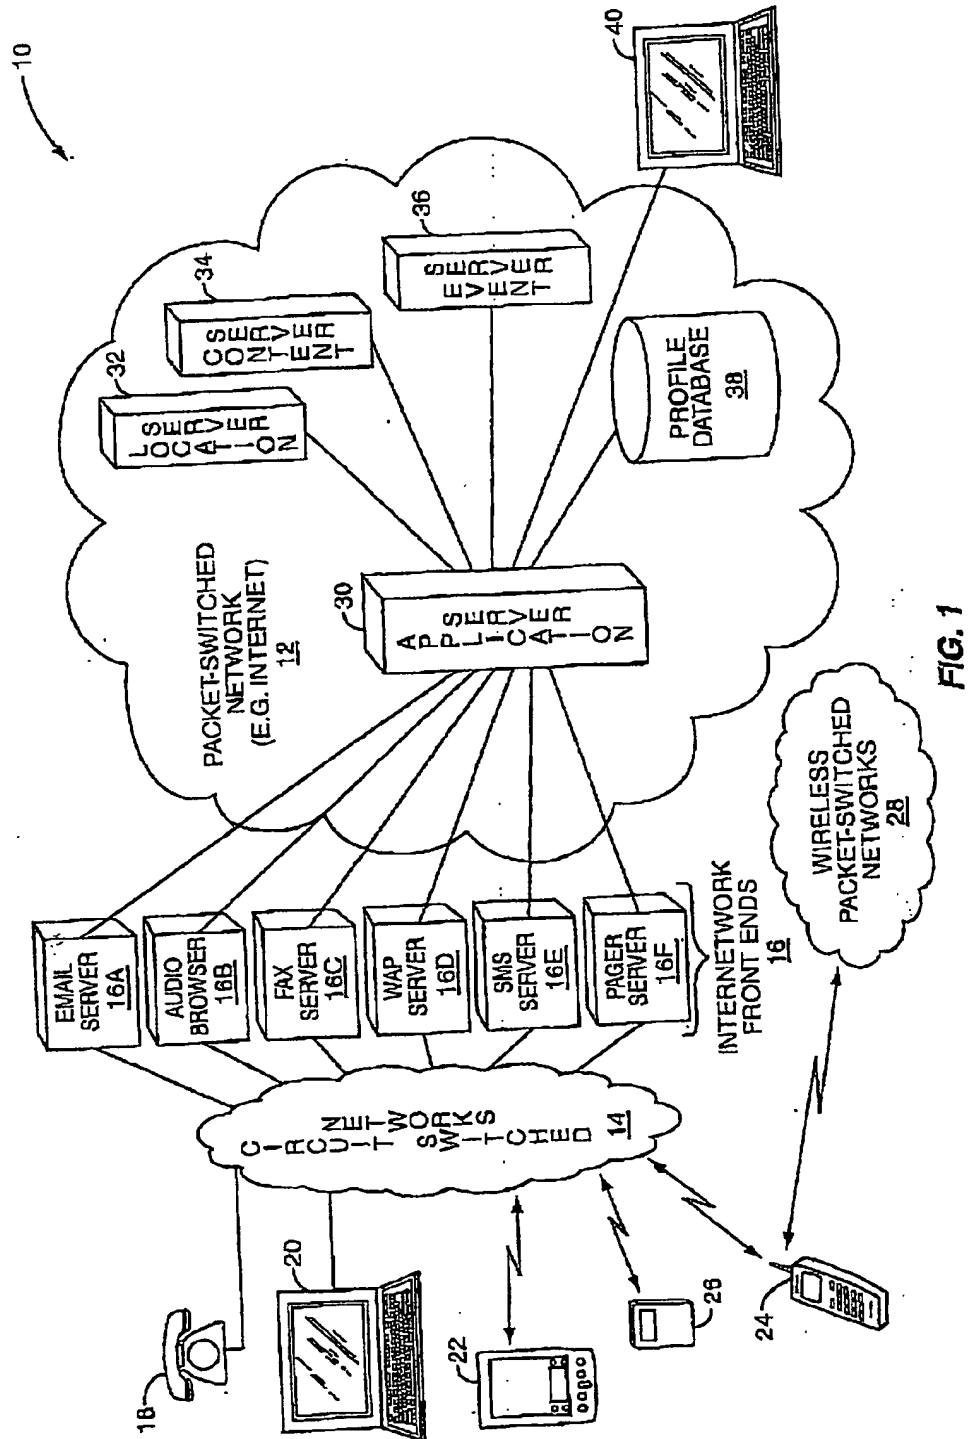 10
40
36
34
32
SERVER
EVENT
SERVER
CONTENT
SERVER
LOCATION
PROFILE
DATABASE
38
PACKET-SWITCHED
NETWORK
(E.G. INTERNET)
12
30
SERVER
APPLICATION
EMAIL
SERVER
16A
AUDIO
BROWSER
16B
FAX
SERVER
16C
WAP
SERVER
16D
SMS
SERVER
16E
PAGER
SERVER
16F
INTERNETWORK
FRONT ENDS
16
WIRELESS
PACKET-SWITCHED
NETWORKS
28
CIRCUIT SWITCHED
NETWORKS
14
18
20
22
26
24
FIG. 1